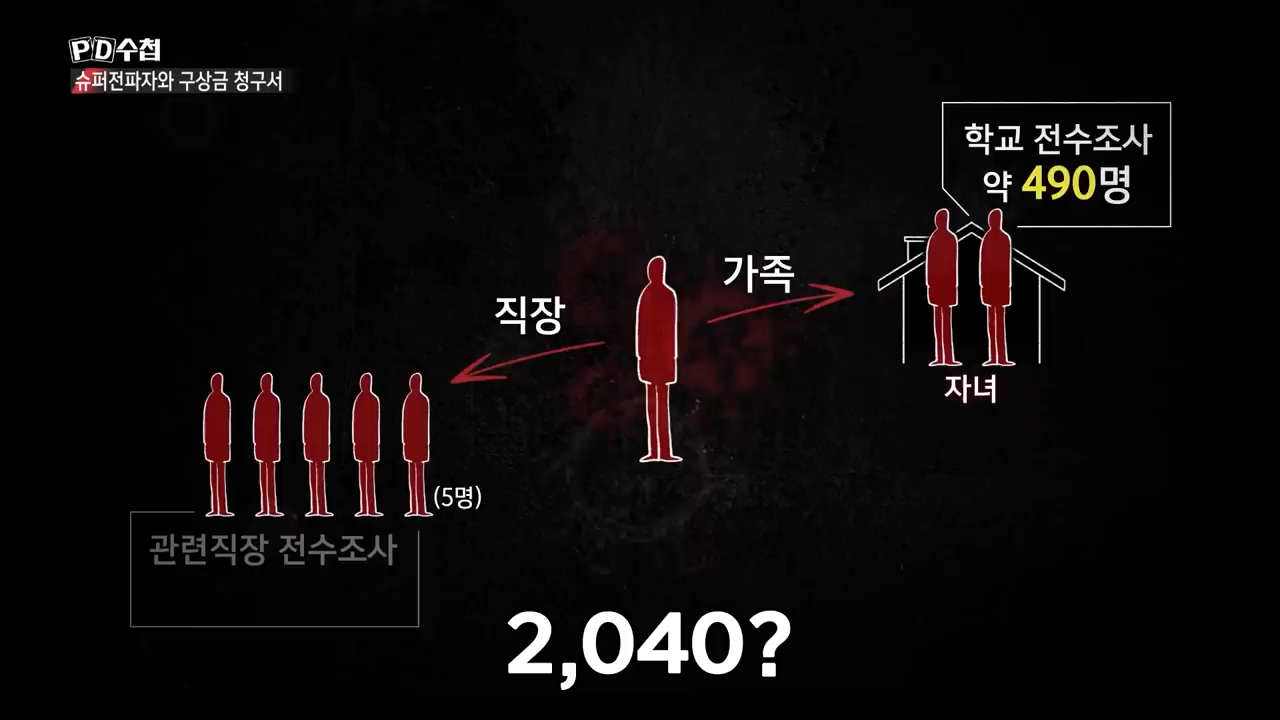 PD수첩
슈퍼전파자와 구상금 청구서
학교 전수조사
약 490명
가족
직장
자녀
(5명)
관련직장 전수조사
2,040?